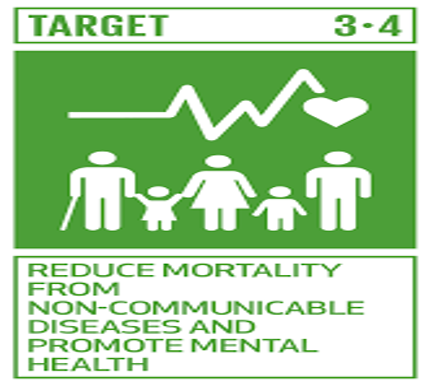 TARGET 3·4
REDUCE MORTALITY
FROM
NON-COMMUNICABLE
DISEASES AND
PROMOTE MENTAL
HEALTH